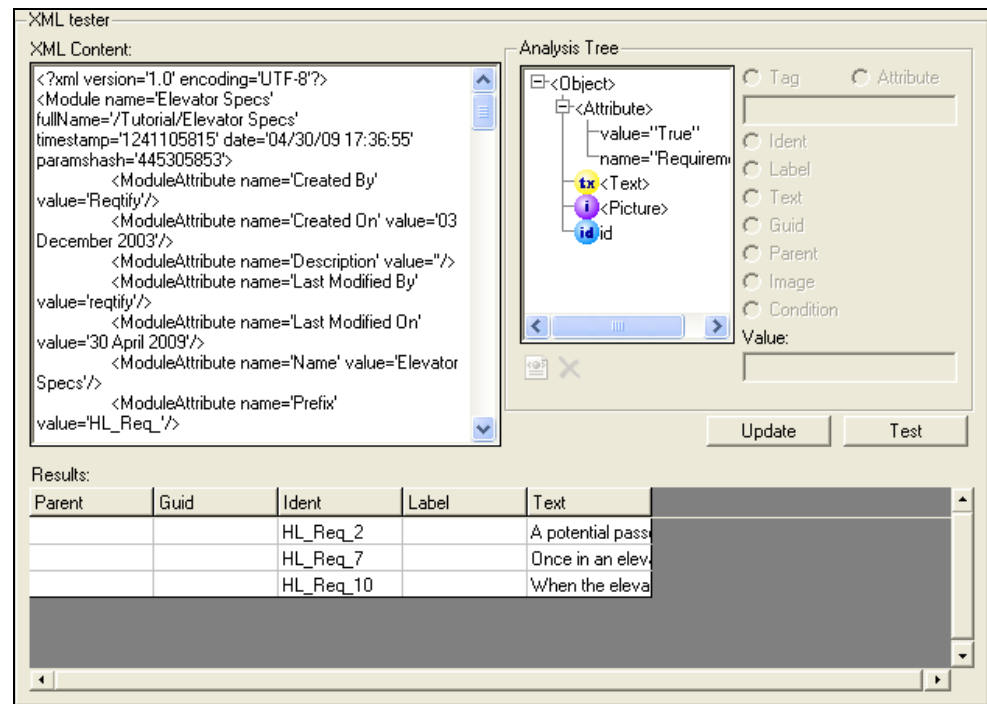 XML tester
XML Content:
<?xml version='1.0' encoding='UTF-8'?>
<Module name='Elevator Specs'
fullName='/Tutorial/Elevator Specs'
timestamp='1241105815' date='04/30/09 17:36:55'
paramshash='445305853'>
<ModuleAttribute name='Created By'
value='Reqtify'/>
<ModuleAttribute name='Created On' value='03
December 2003'/>
<ModuleAttribute name='Description' value=''/>
<ModuleAttribute name='Last Modified By'
value='reqtify'/>
<ModuleAttribute name='Last Modified On'
value='30 April 2009'/>
<ModuleAttribute name='Name' value='Elevator
Specs'/>
<ModuleAttribute name='Prefix'
value='HL_Req_'/>
Analysis Tree
<Object>
<Attribute>
value="True"
name="Requirem
tx <Text>
i <Picture>
id id
Tag Attribute
Ident
Label
Text
Guid
Parent
Image
Condition
Value:
Update Test
Results:
Parent Guid Ident Label Text
HL_Req_2 A potential pass
HL_Req_7 Once in an elev
HL_Req_10 When the eleva